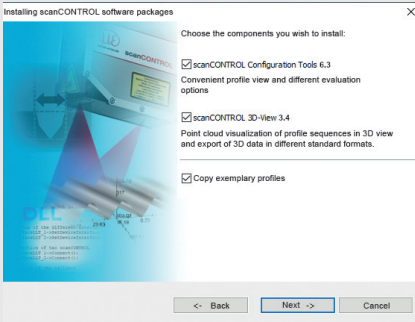 Installing scanCONTROL software packages
Choose the components you wish to install:
scanCONTROL Configuration Tools 6.3
Convenient profile view and different evaluation
options
scanCONTROL 3D-View 3.4
Point cloud visualization of profile sequences in 3D view
and export of 3D data in different standard formats.
Copy exemplary profiles
scanCONTROL
DLL
<- Back
Next ->
Cancel